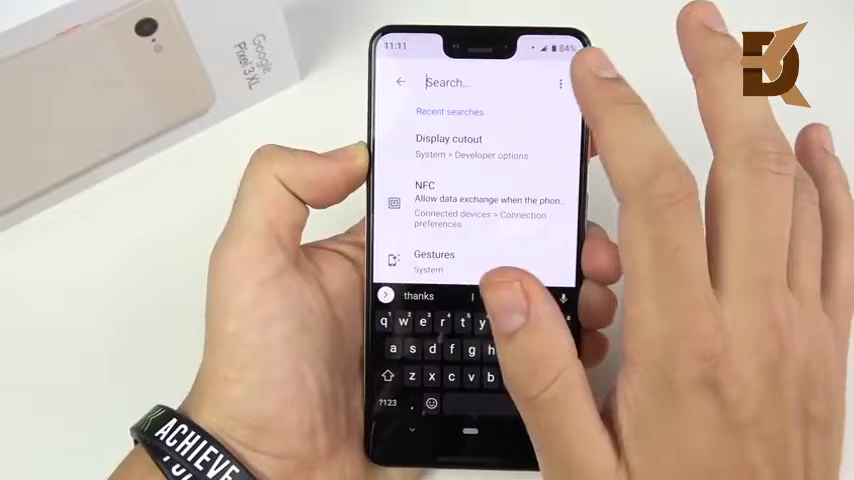 Google
Pixel 3 XL
11:11
84%
Search...
Recent searches
Display cutout
System > Developer options
NFC
Allow data exchange when the phon..
Connected devices > Connection
preferences
Gestures
System
thanks
q w e r t y
a s d f g h
z x c v b
?123 ,
ACHIEVE